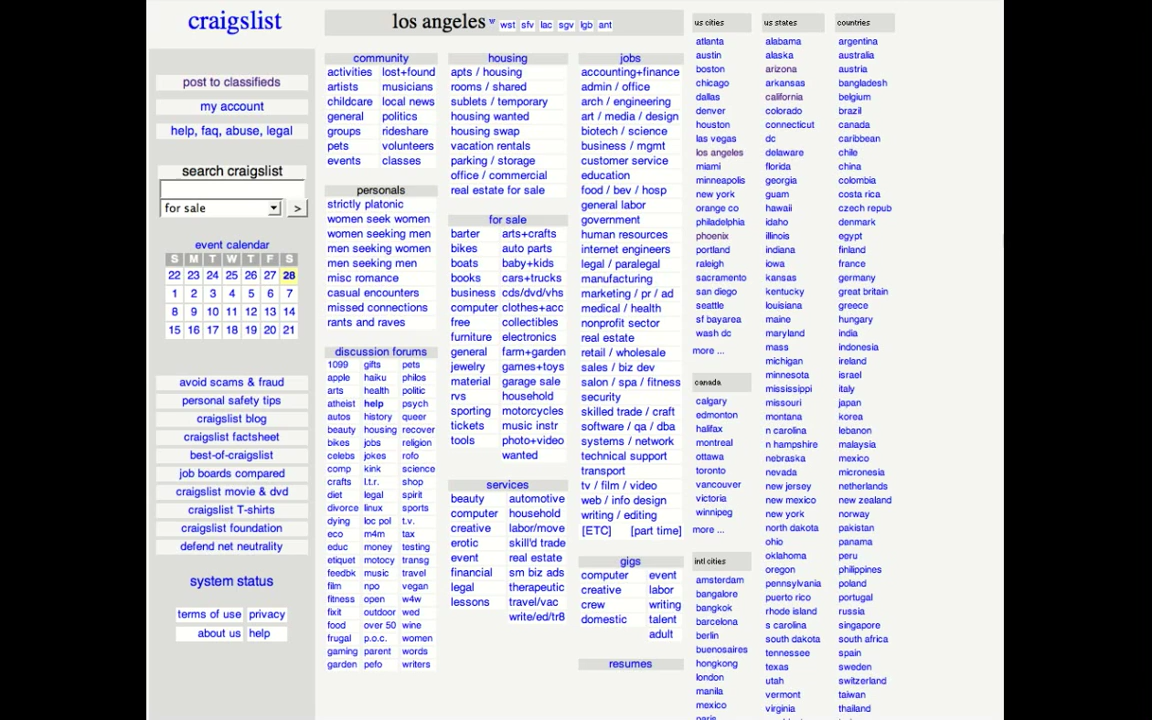 craigslist
post to classifieds
my account
help, faq, abuse, legal
search craigslist
for sale
>
event calendar
S M T W T F S
22 23 24 25 26 27 28
1 2 3 4 5 6 7
8 9 10 11 12 13 14
15 16 17 18 19 20 21
avoid scams & fraud
personal safety tips
craigslist blog
craigslist factsheet
best-of-craigslist
job boards compared
craigslist movie & dvd
craigslist T-shirts
craigslist foundation
defend net neutrality
system status
terms of use privacy
about us help
los angeles w wst sfv lac sgv lgb ant
community
activities lost+found
artists musicians
childcare local news
general politics
groups rideshare
pets volunteers
events classes
personals
strictly platonic
women seek women
women seeking men
men seeking women
men seeking men
misc romance
casual encounters
missed connections
rants and raves
discussion forums
1099 gifts pets
apple haiku philos
arts health politic
atheist help psych
autos history queer
beauty housing recover
bikes jobs religion
celebs jokes rofo
comp kink science
crafts l.t.r. shop
diet legal spirit
divorce linux sports
dying loc pol t.v.
eco m4m tax
educ money testing
etiquet motocy transg
feedbk music travel
film npo vegan
fitness open w4w
fixit outdoor wed
food over 50 wine
frugal p.o.c. women
gaming parent words
garden pefo writers
housing
apts / housing
rooms / shared
sublets / temporary
housing wanted
housing swap
vacation rentals
parking / storage
office / commercial
real estate for sale
for sale
barter arts+crafts
bikes auto parts
boats baby+kids
books cars+trucks
business cds/dvd/vhs
computer clothes+acc
free collectibles
furniture electronics
general farm+garden
jewelry games+toys
material garage sale
rvs household
sporting motorcycles
tickets music instr
tools photo+video
wanted
services
beauty automotive
computer household
creative labor/move
erotic skill'd trade
event real estate
financial sm biz ads
legal therapeutic
lessons travel/vac
write/ed/tr8
jobs
accounting+finance
admin / office
arch / engineering
art / media / design
biotech / science
business / mgmt
customer service
education
food / bev / hosp
general labor
government
human resources
internet engineers
legal / paralegal
manufacturing
marketing / pr / ad
medical / health
nonprofit sector
real estate
retail / wholesale
sales / biz dev
salon / spa / fitness
security
skilled trade / craft
software / qa / dba
systems / network
technical support
transport
tv / film / video
web / info design
writing / editing
[ETC] [part time]
gigs
computer event
creative labor
crew writing
domestic talent
adult
resumes
us cities
atlanta
austin
boston
chicago
dallas
denver
houston
las vegas
los angeles
miami
minneapolis
new york
orange co
philadelphia
phoenix
portland
raleigh
sacramento
san diego
seattle
sf bayarea
wash dc
more ...
canada
calgary
edmonton
halifax
montreal
ottawa
toronto
vancouver
victoria
winnipeg
more ...
intl cities
amsterdam
bangalore
bangkok
barcelona
berlin
buenosaires
hongkong
london
manila
mexico
paris
us states
alabama
alaska
arizona
arkansas
california
colorado
connecticut
dc
delaware
florida
georgia
guam
hawaii
idaho
illinois
indiana
iowa
kansas
kentucky
louisiana
maine
maryland
mass
michigan
minnesota
mississippi
missouri
montana
n carolina
n hampshire
nebraska
nevada
new jersey
new mexico
new york
north dakota
ohio
oklahoma
oregon
pennsylvania
puerto rico
rhode island
s carolina
south dakota
tennessee
texas
utah
vermont
virginia
countries
argentina
australia
austria
bangladesh
belgium
brazil
canada
caribbean
chile
china
colombia
costa rica
czech repub
denmark
egypt
finland
france
germany
great britain
greece
hungary
india
indonesia
ireland
israel
italy
japan
korea
lebanon
malaysia
mexico
micronesia
netherlands
new zealand
norway
pakistan
panama
peru
philippines
poland
portugal
russia
singapore
south africa
spain
sweden
switzerland
taiwan
thailand